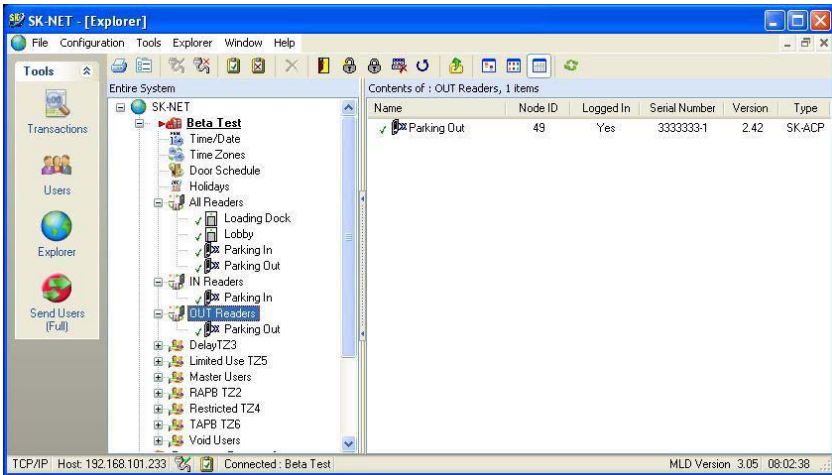 SK-NET - [Explorer]
File Configuration Tools Explorer Window Help
Tools
Transactions
Users
Explorer
Send Users
(Full)
Entire System
SK-NET
Beta Test
Time/Date
Time Zones
Door Schedule
Holidays
All Readers
Loading Dock
Lobby
Parking In
Parking Out
IN Readers
Parking In
OUT Readers
Parking Out
DelayTZ3
Limited Use TZ5
Master Users
RAPB TZ2
Restricted TZ4
TAPB TZ6
Void Users
Contents of : OUT Readers, 1 items
Name Node ID Logged In Serial Number Version Type
Parking Out 49 Yes 3333333-1 2.42 SK-ACP
TCP/IP Host: 192.168.101.233 Connected : Beta Test MLD Version 3.05 08:02:38